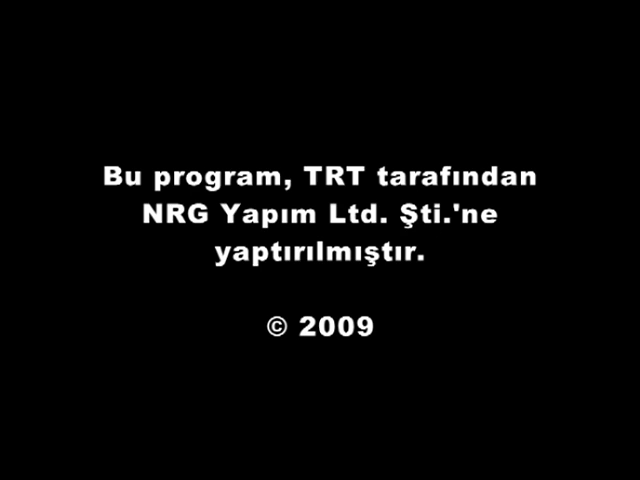 Bu program, TRT tarafından
NRG Yapım Ltd. Şti.'ne
yaptırılmıştır.
© 2009